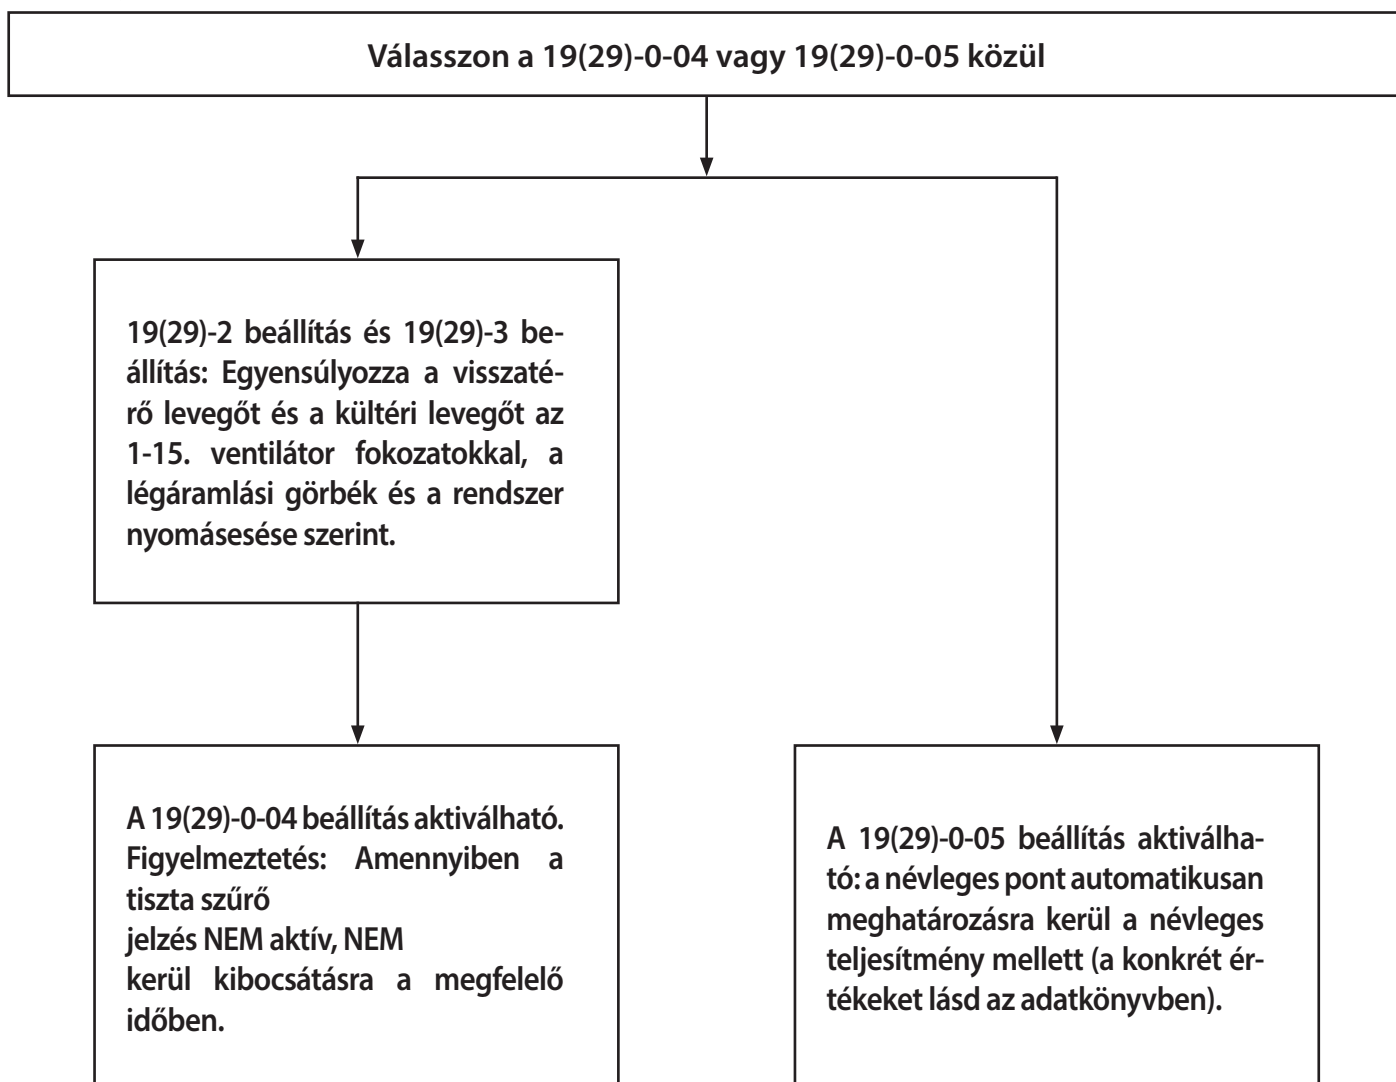 Válasszon a 19(29)-0-04 vagy 19(29)-0-05 közül
19(29)-2 beállítás és 19(29)-3 be-
állítás: Egyensúlyozza a visszaté-
rő levegőt és a kültéri levegőt az
1-15. ventilátor fokozatokkal, a
légáramlási görbék és a rendszer
nyomásesése szerint.
A 19(29)-0-04 beállítás aktiválható.
Figyelmeztetés: Amennyiben a
tiszta szűrő
jelzés NEM aktív, NEM
kerül kibocsátásra a megfelelő
időben.
A 19(29)-0-05 beállítás aktiválha-
tó: a névleges pont automatikusan
meghatározásra kerül a névleges
teljesítmény mellett (a konkrét ér-
tékeket lásd az adatkönyvben).